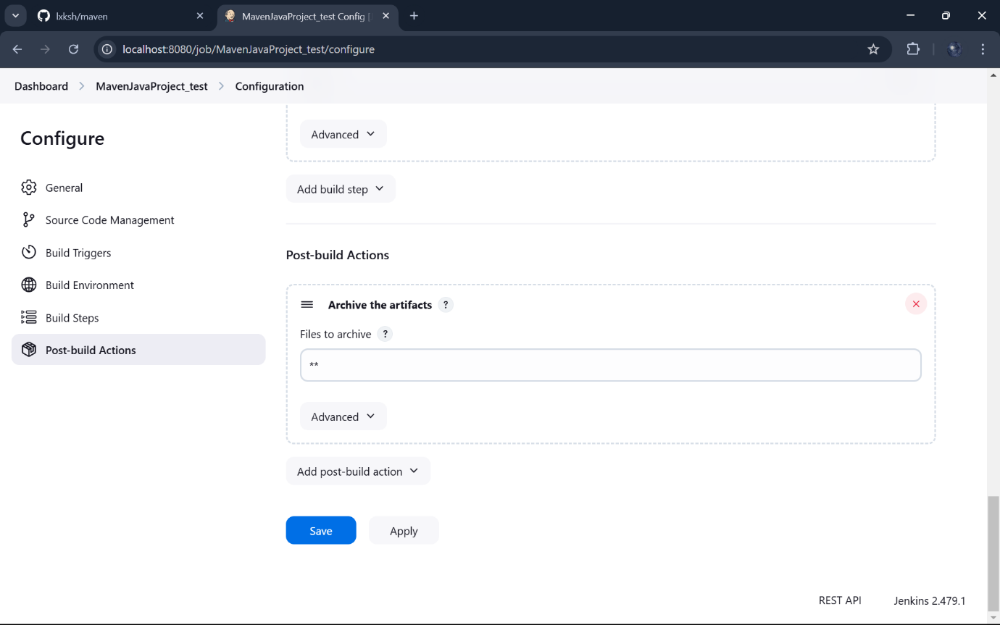 lxksh/maven
MavenJavaProject_test Config [
localhost:8080/job/MavenJavaProject_test/configure
Dashboard > MavenJavaProject_test > Configuration
Configure
General
Source Code Management
Build Triggers
Build Environment
Build Steps
Post-build Actions
Advanced
Add build step
Post-build Actions
Archive the artifacts ?
Files to archive ?
**
Advanced
Add post-build action
Save Apply
REST API Jenkins 2.479.1